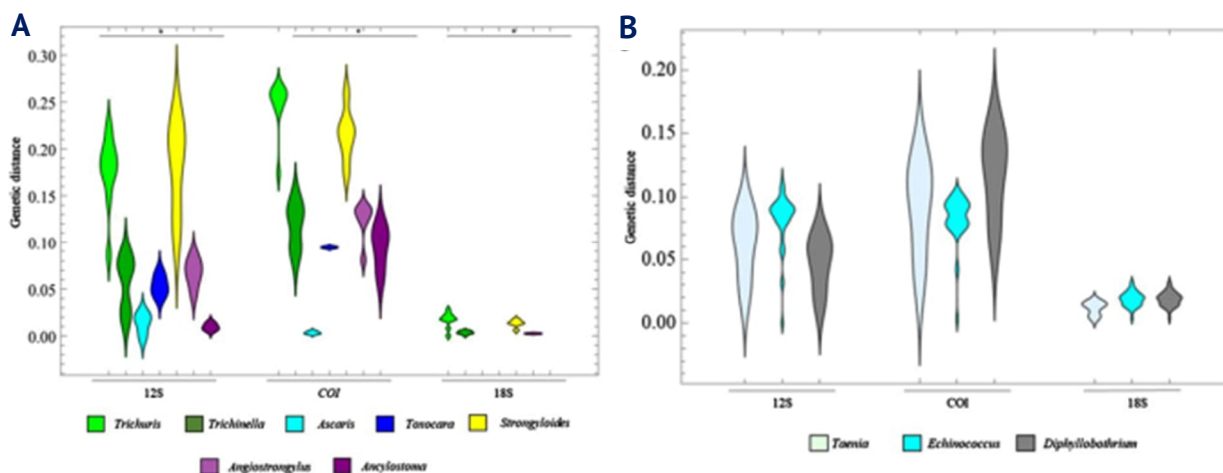 A
Genetic distance
0.30
0.25
0.20
0.15
0.10
0.05
0.00
12S COI 18S
Trichuris Trichinella Ascaris Toxocara Strongyloides
Angiostrongylus Ancylostoma
B
Genetic distance
0.20
0.15
0.10
0.05
0.00
12S COI 18S
Taenia Echinococcus Diphyllobothrium